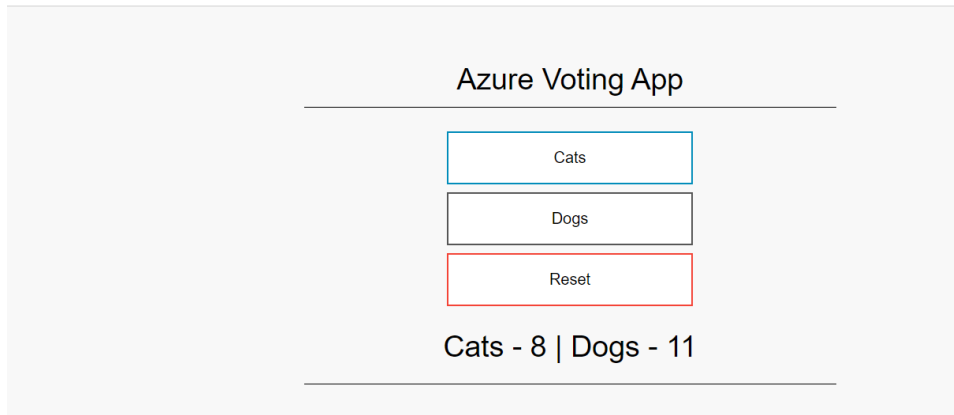 Azure Voting App
Cats
Dogs
Reset
Cats - 8 | Dogs - 11